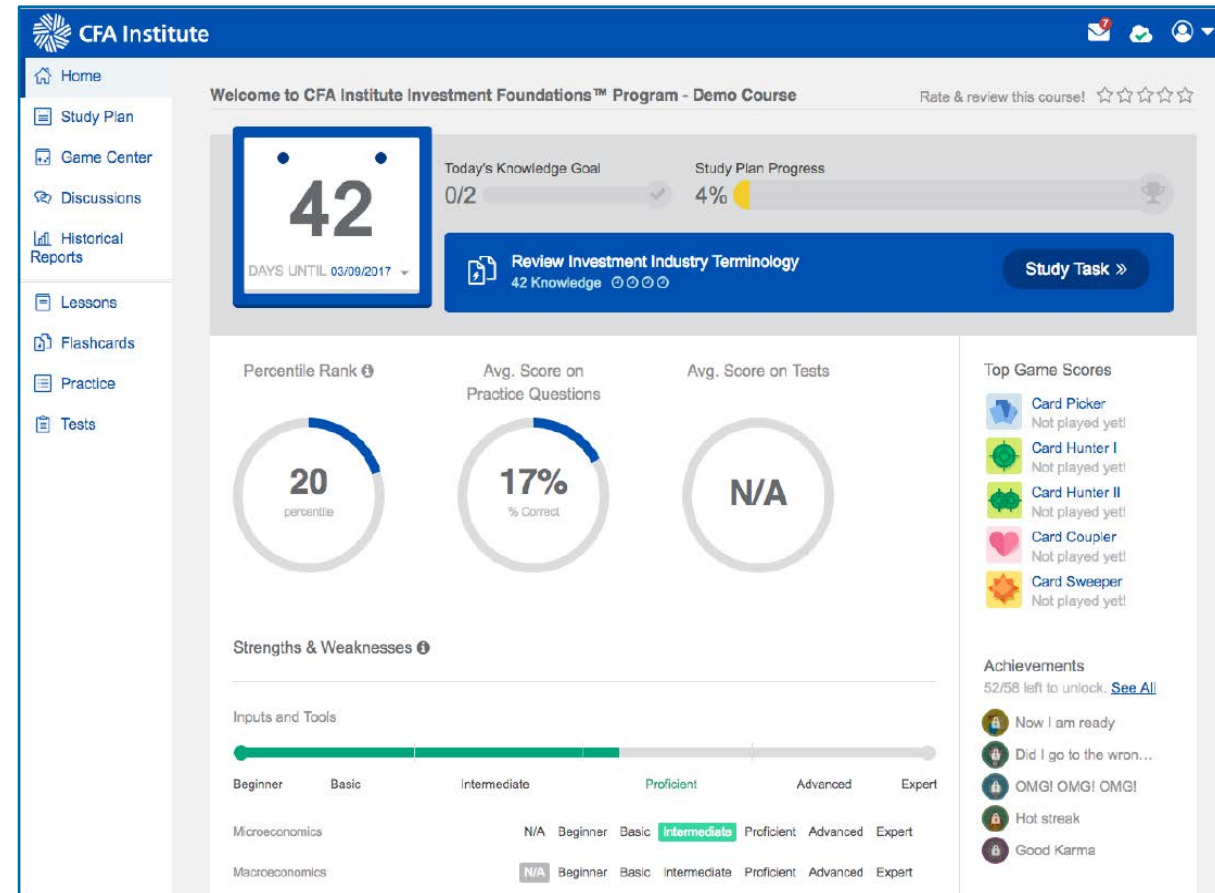 CFA Institute
7
Home
Study Plan
Game Center
Discussions
Historical
Reports
Lessons
Flashcards
Practice
Tests
Welcome to CFA Institute Investment Foundations™ Program - Demo Course
Rate & review this course!
42
DAYS UNTIL 03/09/2017
Today's Knowledge Goal
0/2
Study Plan Progress
4%
Review Investment Industry Terminology
42 Knowledge
Study Task »
Percentile Rank
20
percentile
Avg. Score on
Practice Questions
17%
% Correct
Avg. Score on Tests
N/A
Strengths & Weaknesses
Inputs and Tools
Beginner Basic Intermediate Proficient Advanced Expert
Microeconomics N/A Beginner Basic Intermediate Proficient Advanced Expert
Macroeconomics N/A Beginner Basic Intermediate Proficient Advanced Expert
Top Game Scores
Card Picker
Not played yet!
Card Hunter I
Not played yet!
Card Hunter II
Not played yet!
Card Coupler
Not played yet!
Card Sweeper
Not played yet!
Achievements
52/58 left to unlock. See All
Now I am ready
Did I go to the wron...
OMG! OMG! OMG!
Hot streak
Good Karma